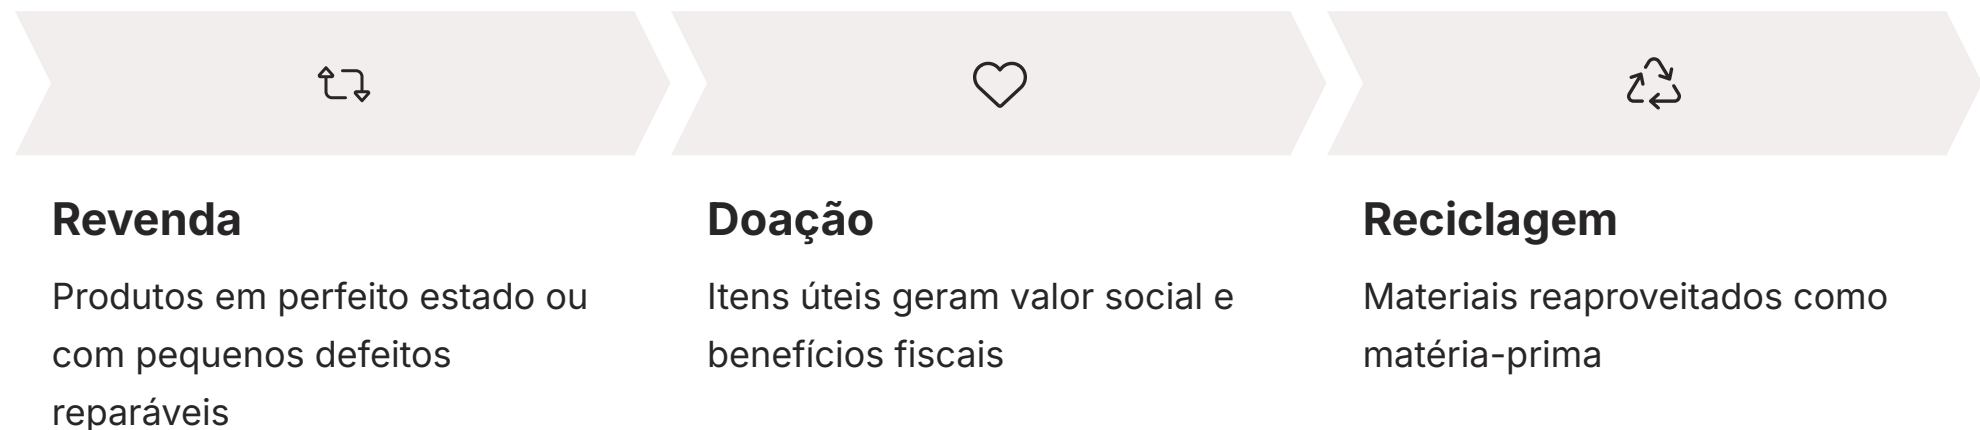 Revenda
Produtos em perfeito estado ou
com pequenos defeitos
reparáveis
Doação
Itens úteis geram valor social e
benefícios fiscais
Reciclagem
Materiais reaproveitados como
matéria-prima